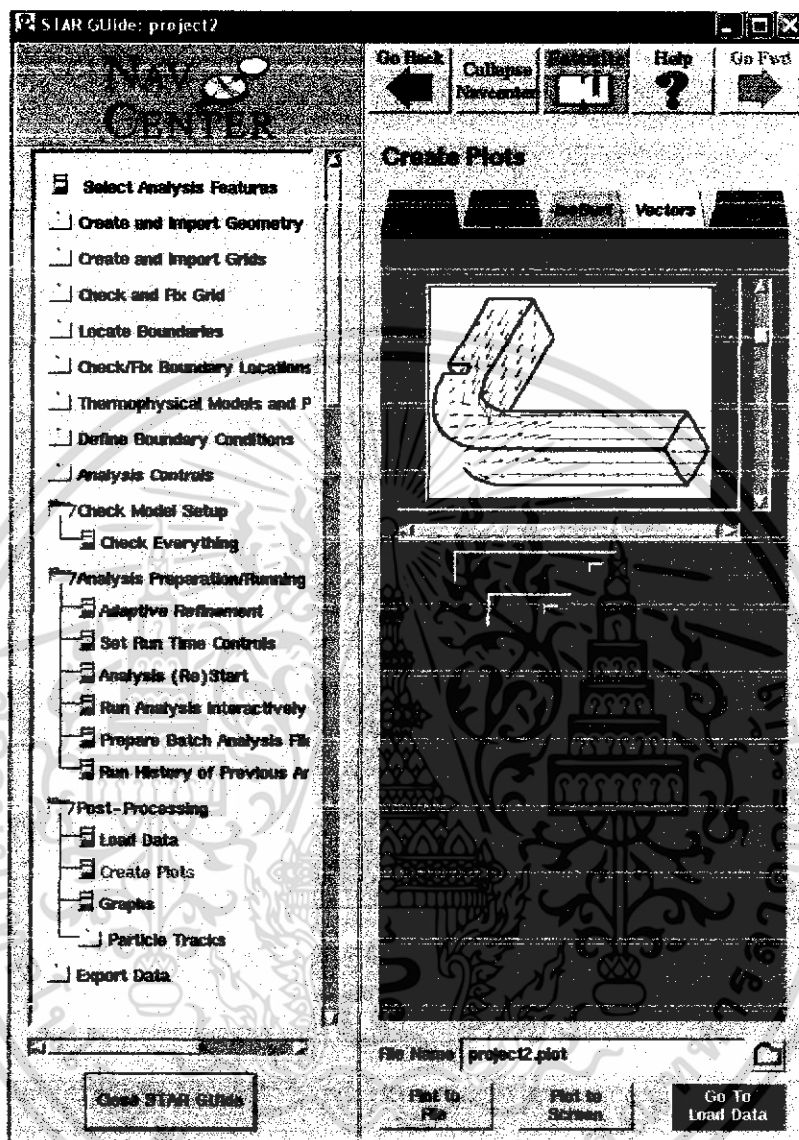 STAR GUIde: project2
NAV
CENTER
Go Back
Collapse
Navcenter
Favorite
Help
Go Fwd
Create Plots
IsoSurf
Vectors
Select Analysis Features
Create and Import Geometry
Create and Import Grids
Check and Fix Grid
Locate Boundaries
Check/Fix Boundary Locations
Thermophysical Models and P
Define Boundary Conditions
Analysis Controls
Check Model Setup
Check Everything
Analysis Preparation/Running
Adaptive Refinement
Set Run Time Controls
Analysis (Re)Start
Run Analysis Interactively
Prepare Batch Analysis File
Run History of Previous An
Post-Processing
Load Data
Create Plots
Graphs
Particle Tracks
Export Data
Close STAR GUIde
File Name
project2.plot
Plot to
File
Plot to
Screen
Go To
Load Data